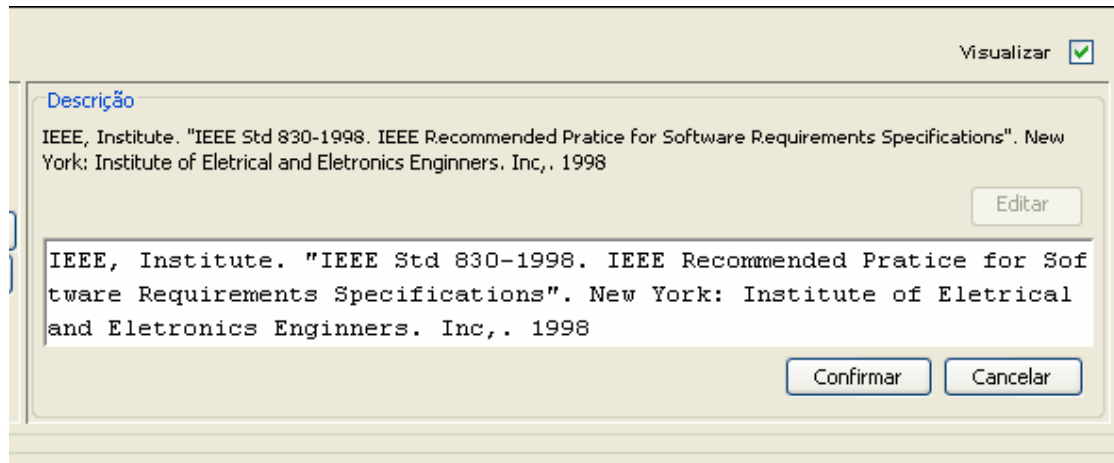 Visualizar
Descrição
IEEE, Institute. "IEEE Std 830-1998. IEEE Recommended Pratice for Software Requirements Specifications". New
York: Institute of Eletrical and Eletronics Enginners. Inc,. 1998
Editar
IEEE, Institute. "IEEE Std 830-1998. IEEE Recommended Pratice for Sof
tware Requirements Specifications". New York: Institute of Eletrical
and Eletronics Enginners. Inc,. 1998
Confirmar Cancelar